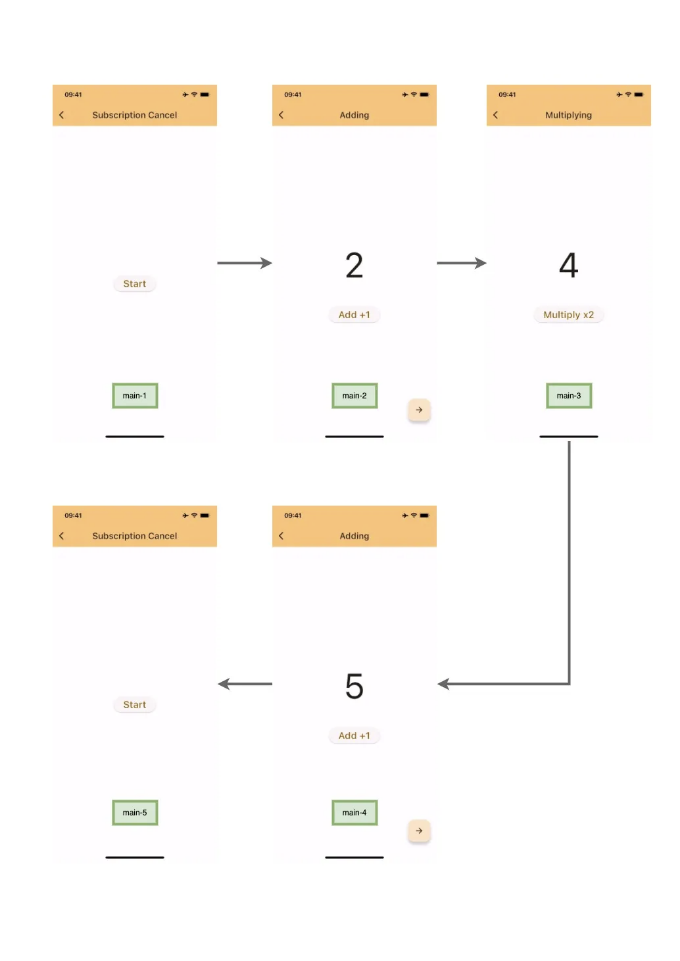 09:41
Subscription Cancel
Start
main-1
09:41
Adding
2
Add +1
main-2
09:41
Multiplying
4
Multiply x2
main-3
09:41
Adding
5
Add +1
main-4
09:41
Subscription Cancel
Start
main-5